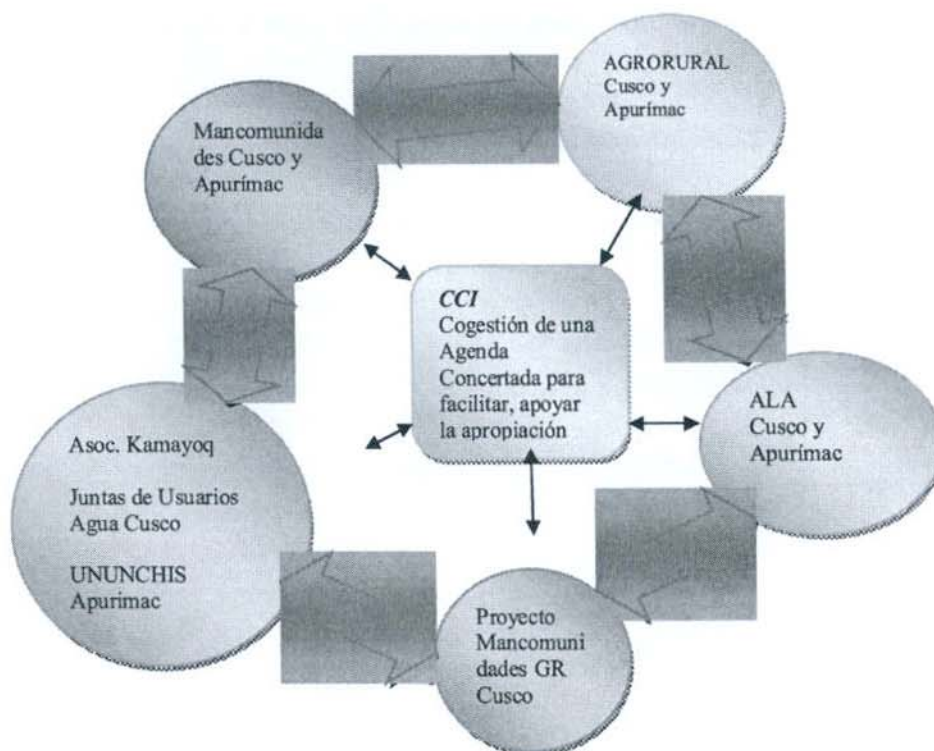 AGRORURAL
Cusco y
Apurímac
Mancomunida
des Cusco y
Apurímac
CCI
Cogestión de una
Agenda
Concertada para
facilitar, apoyar
la apropiación
ALA
Cusco y
Apurímac
Asoc. Kamayoq
Juntas de Usuarios
Agua Cusco
UNUNCHIS
Apurimac
Proyecto
Mancomuni
dades GR
Cusco